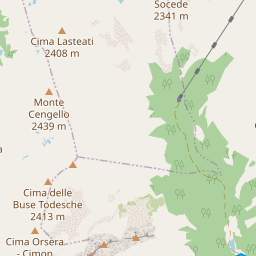 Socede
2341 m
Cima Lasteati
2408 m
Monte
Cengello
2439 m
Cima delle
Buse Todesche
2413 m
Cima Orsera
- Cimon